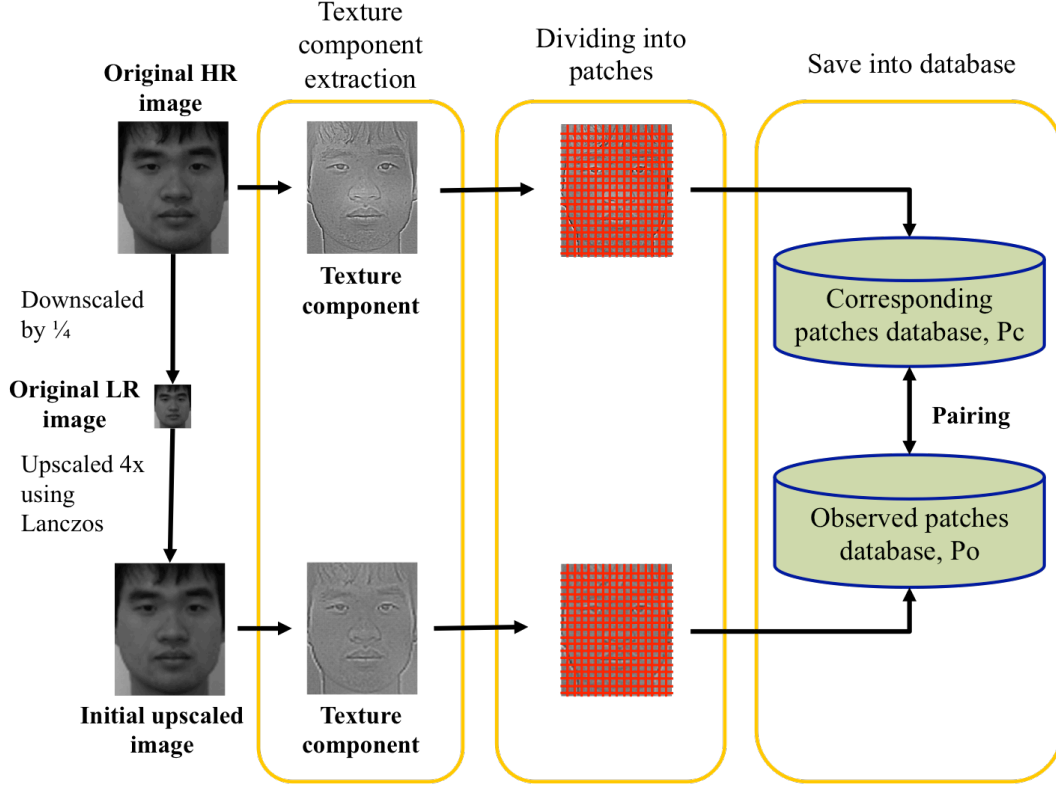 Texture
component
extraction
Dividing into
patches
Save into database
Original HR
image
Texture
component
Downscaled
by ¼
Corresponding
patches database, Pc
Original LR
image
Pairing
Upscaled 4x
using
Lanczos
Observed patches
database, Po
Initial upscaled
image
Texture
component